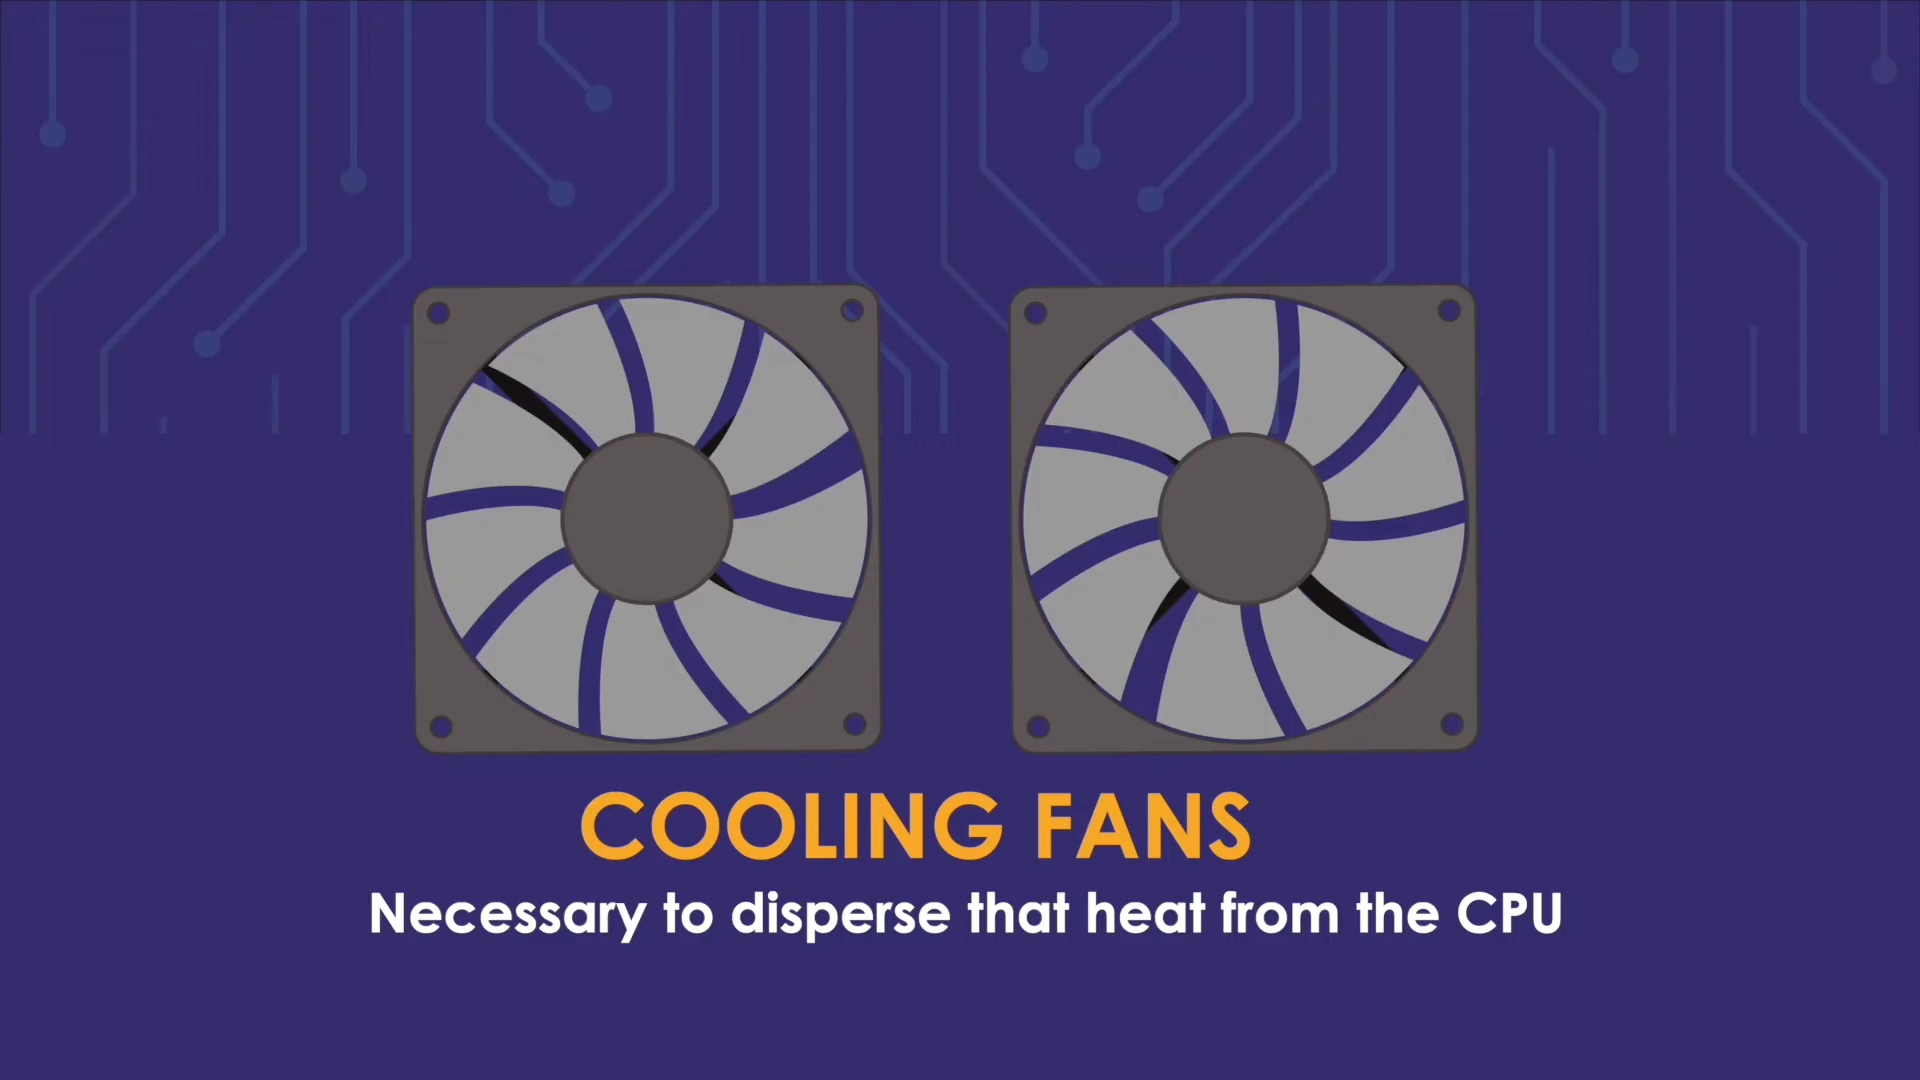 COOLING FANS
Necessary to disperse that heat from the CPU